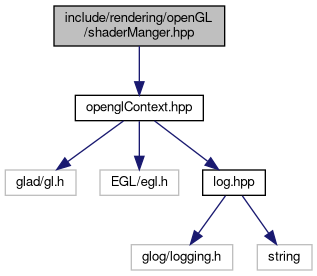 include/rendering/openGL
/shaderManger.hpp
openglContext.hpp
glad/gl.h
EGL/egl.h
log.hpp
glog/logging.h
string